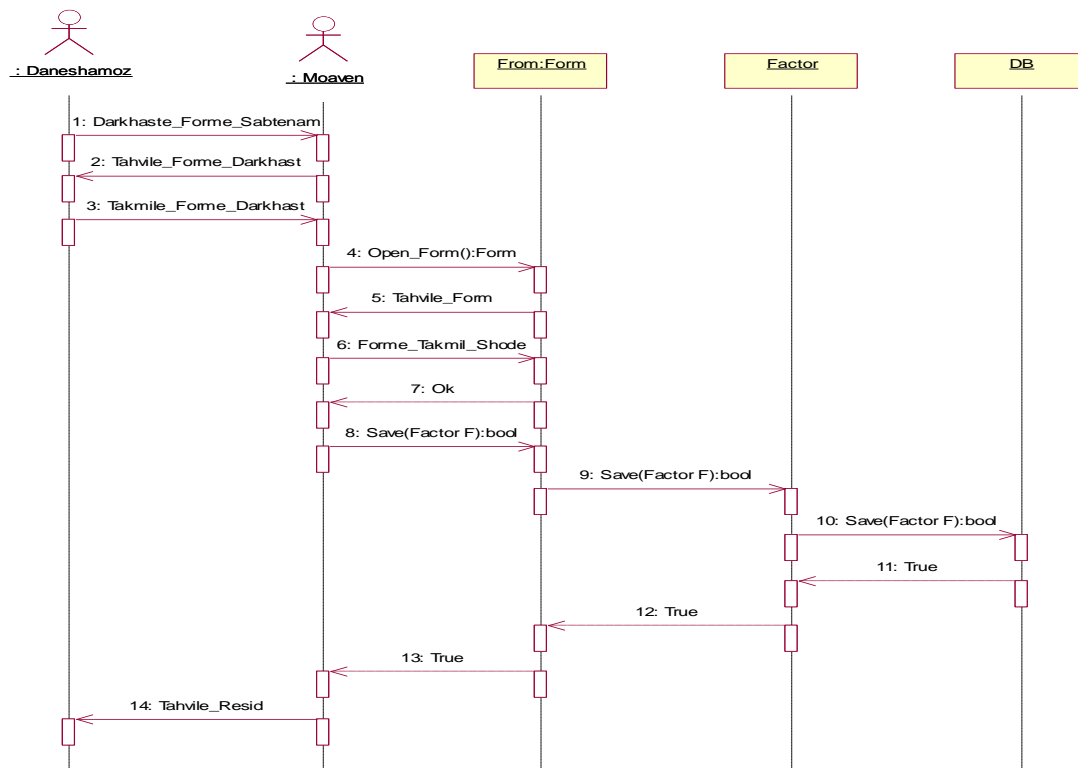 : Daneshamoz
: Moaven
From:Form
Factor
DB
1: Darkhaste_Forme_Sabtenam
2: Tahvile_Forme_Darkhast
3: Takmile_Forme_Darkhast
4: Open_Form():Form
5: Tahvile_Form
6: Forme_Takmil_Shode
7: Ok
8: Save(Factor F):bool
9: Save(Factor F):bool
10: Save(Factor F):bool
11: True
12: True
13: True
14: Tahvile_Resid